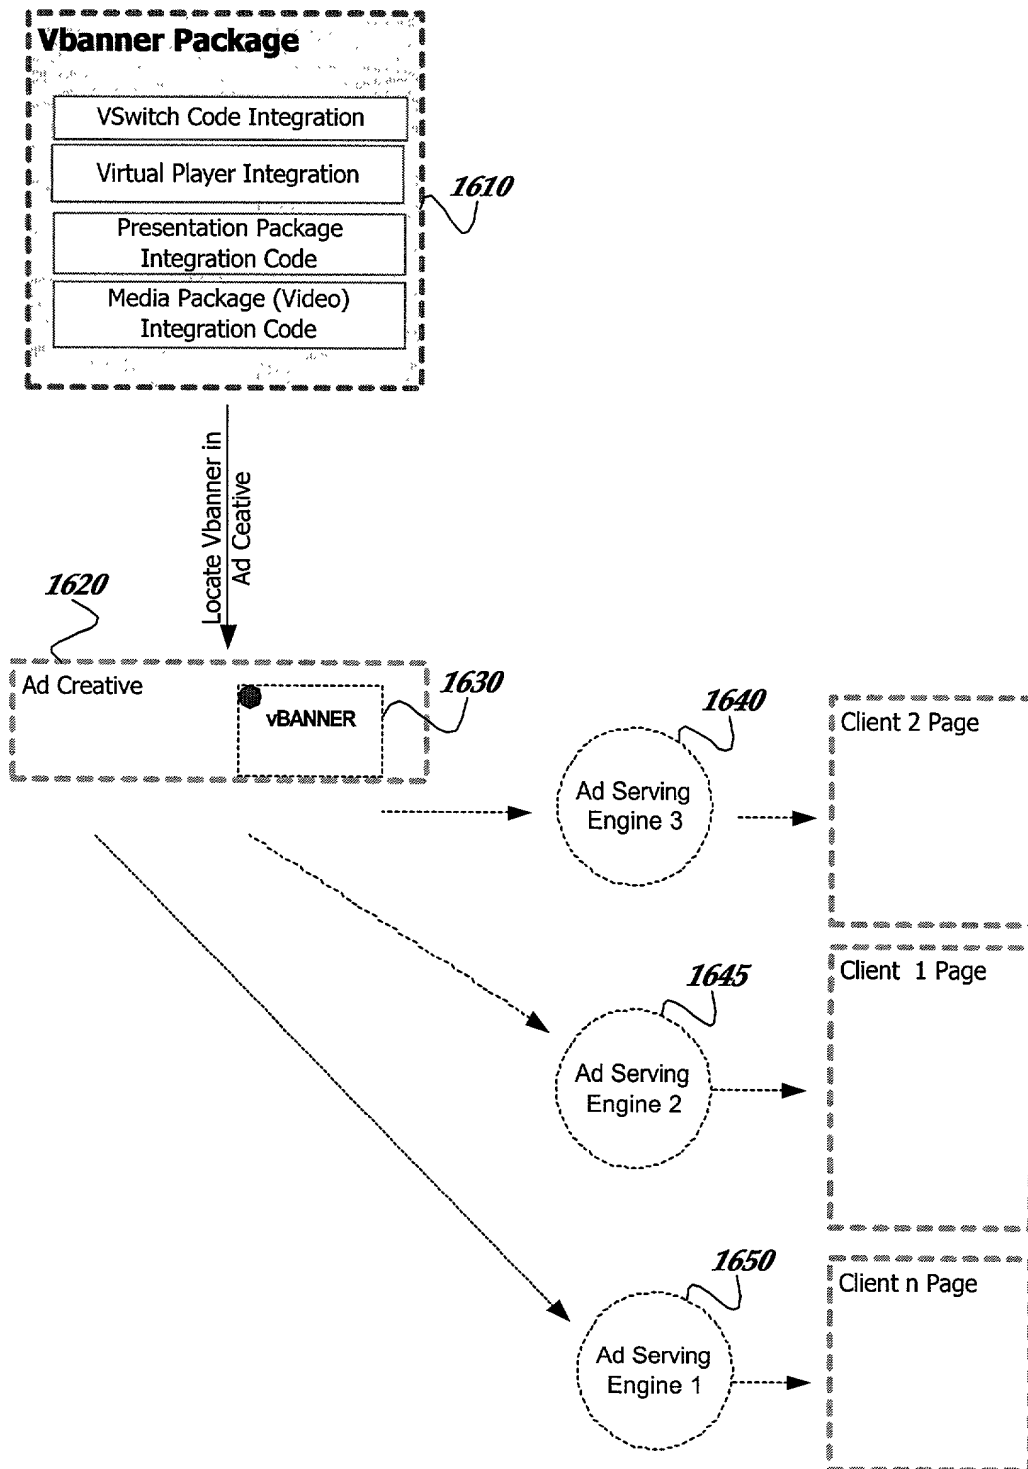 Vbanner Package
VSwitch Code Integration
Virtual Player Integration
1610
Presentation Package
Integration Code
Media Package (Video)
Integration Code
Locate Vbanner in
Ad Ceative
1620
Ad Creative
1630
vBANNER
1640
Client 2 Page
Ad Serving
Engine 3
1645
Client 1 Page
Ad Serving
Engine 2
1650
Client n Page
Ad Serving
Engine 1